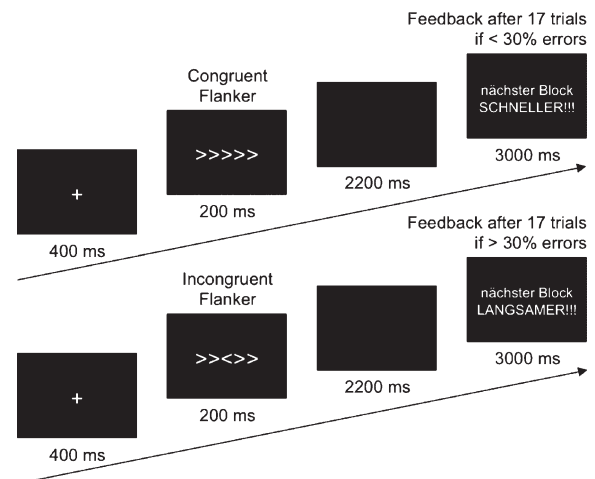 Feedback after 17 trials
if < 30% errors
Congruent
Flanker
nächster Block
SCHNELLER!!!
>>>>>
+
3000 ms
2200 ms
200 ms
400 ms
Feedback after 17 trials
if > 30% errors
Incongruent
Flanker
nächster Block
LANGSAMER!!!
>><>>
+
3000 ms
2200 ms
200 ms
400 ms